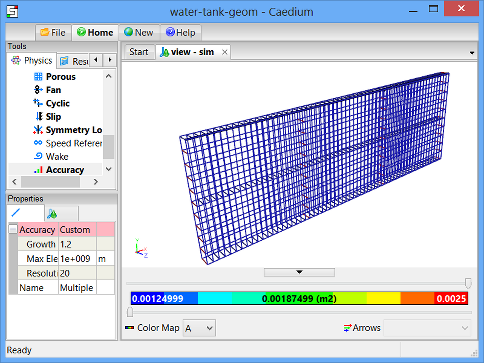 water-tank-geom - Caedium
File Home New Help
Tools
Physics Resu
Porous
Fan
Cyclic
Slip
Symmetry Lo
Speed Referen
Wake
Accuracy
Properties
Accuracy Custom
Growth 1.2
Max Ele 1e+009 m
Resoluti 20
Name Multiple
Start view - sim
0.00124999 0.00187499 (m2) 0.0025
Color Map A Arrows
Ready